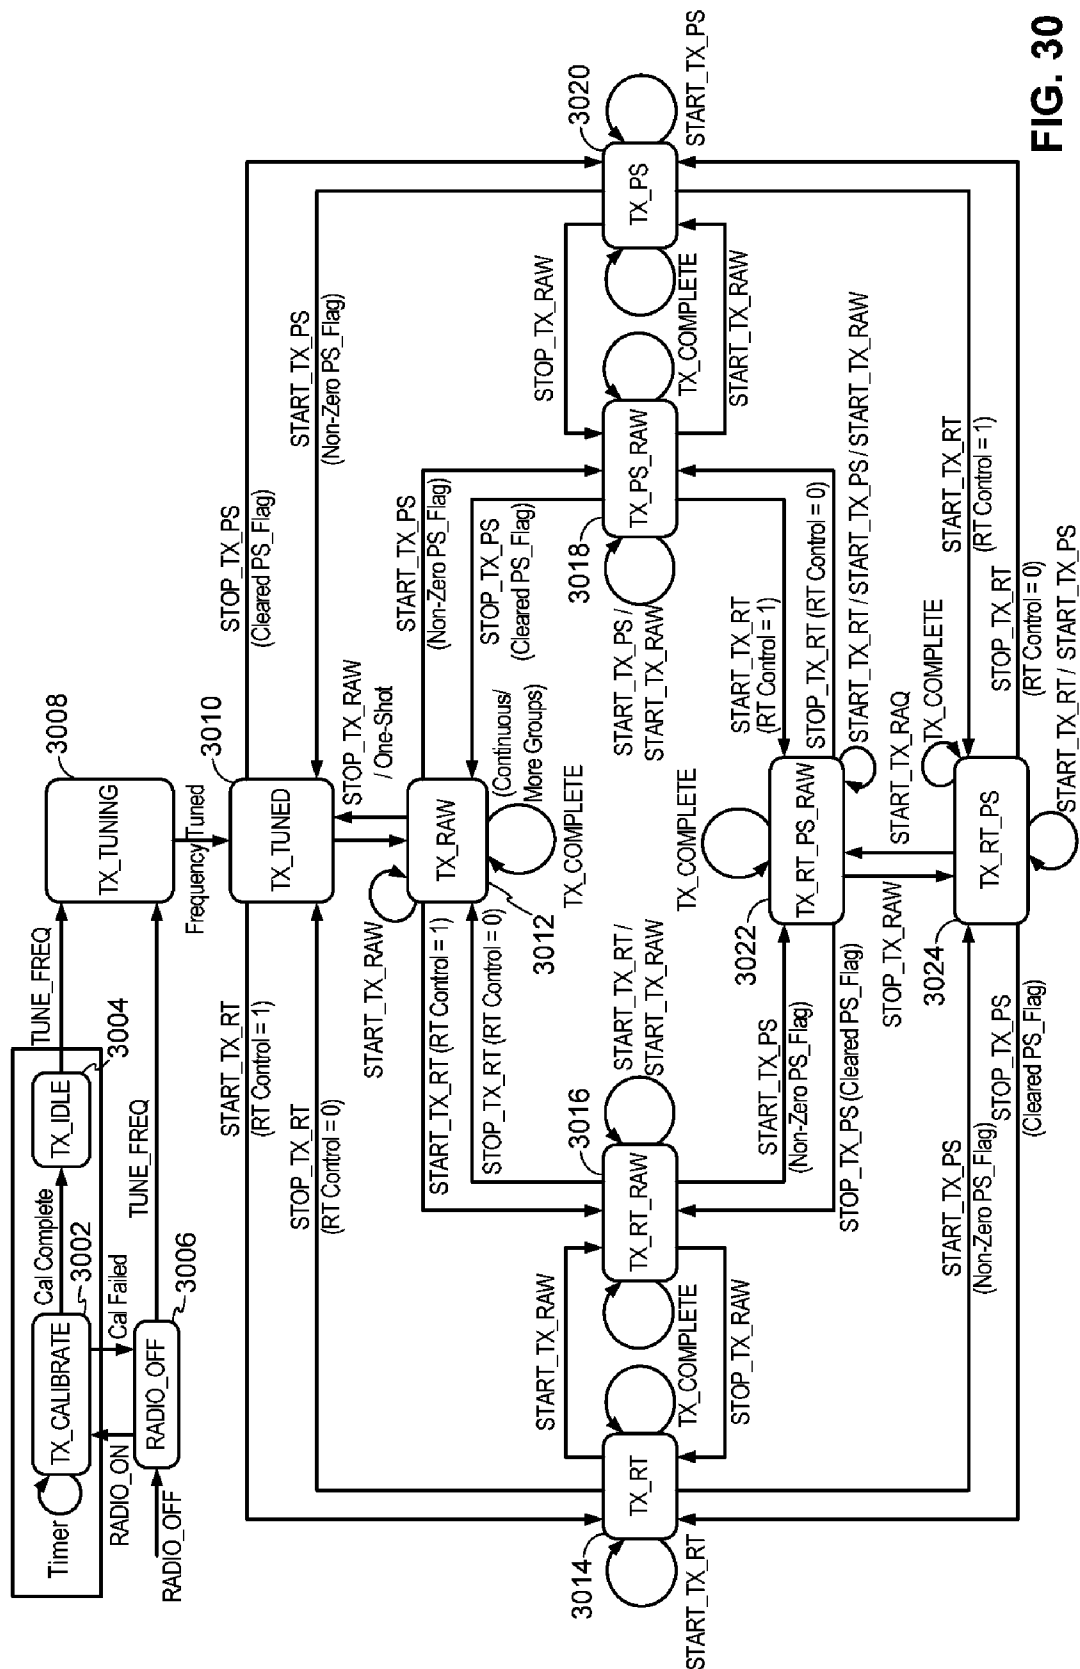 Timer
TX_CALIBRATE
3002
Cal Complete
TX_IDLE
3004
RADIO_ON
Cal Failed
RADIO_OFF
RADIO_OFF
3006
TUNE_FREQ
TUNE_FREQ
TX_TUNING
3008
Frequency Tuned
TX_TUNED
3010
START_TX_RT
(RT Control = 1)
STOP_TX_RT
(RT Control = 0)
STOP_TX_PS
(Cleared PS_Flag)
START_TX_PS
(Non-Zero PS_Flag)
STOP_TX_RAW
/ One-Shot
START_TX_RAW
TX_RAW
3012
(Continuous/
More Groups)
TX_COMPLETE
START_TX_RT (RT Control = 1)
STOP_TX_RT (RT Control = 0)
START_TX_PS
(Non-Zero PS_Flag)
STOP_TX_PS
(Cleared PS_Flag)
START_TX_RT
3014
TX_RT
START_TX_RAW
TX_COMPLETE
STOP_TX_RAW
TX_RT_RAW
3016
START_TX_RT /
START_TX_RAW
START_TX_PS /
START_TX_RAW
3018
TX_PS_RAW
STOP_TX_RAW
TX_COMPLETE
START_TX_RAW
TX_PS
3020
START_TX_PS
START_TX_PS
(Non-Zero PS_Flag)
STOP_TX_PS (Cleared PS_Flag)
3022
TX_COMPLETE
TX_RT_PS_RAW
START_TX_RT
(RT Control = 1)
STOP_TX_RT (RT Control = 0)
START_TX_RT / START_TX_PS / START_TX_RAW
STOP_TX_RAW
START_TX_RAQ
TX_COMPLETE
3024
TX_RT_PS
START_TX_PS
(Non-Zero PS_Flag)
STOP_TX_PS
(Cleared PS_Flag)
START_TX_RT
(RT Control = 1)
STOP_TX_RT
(RT Control = 0)
START_TX_RT / START_TX_PS
FIG. 30